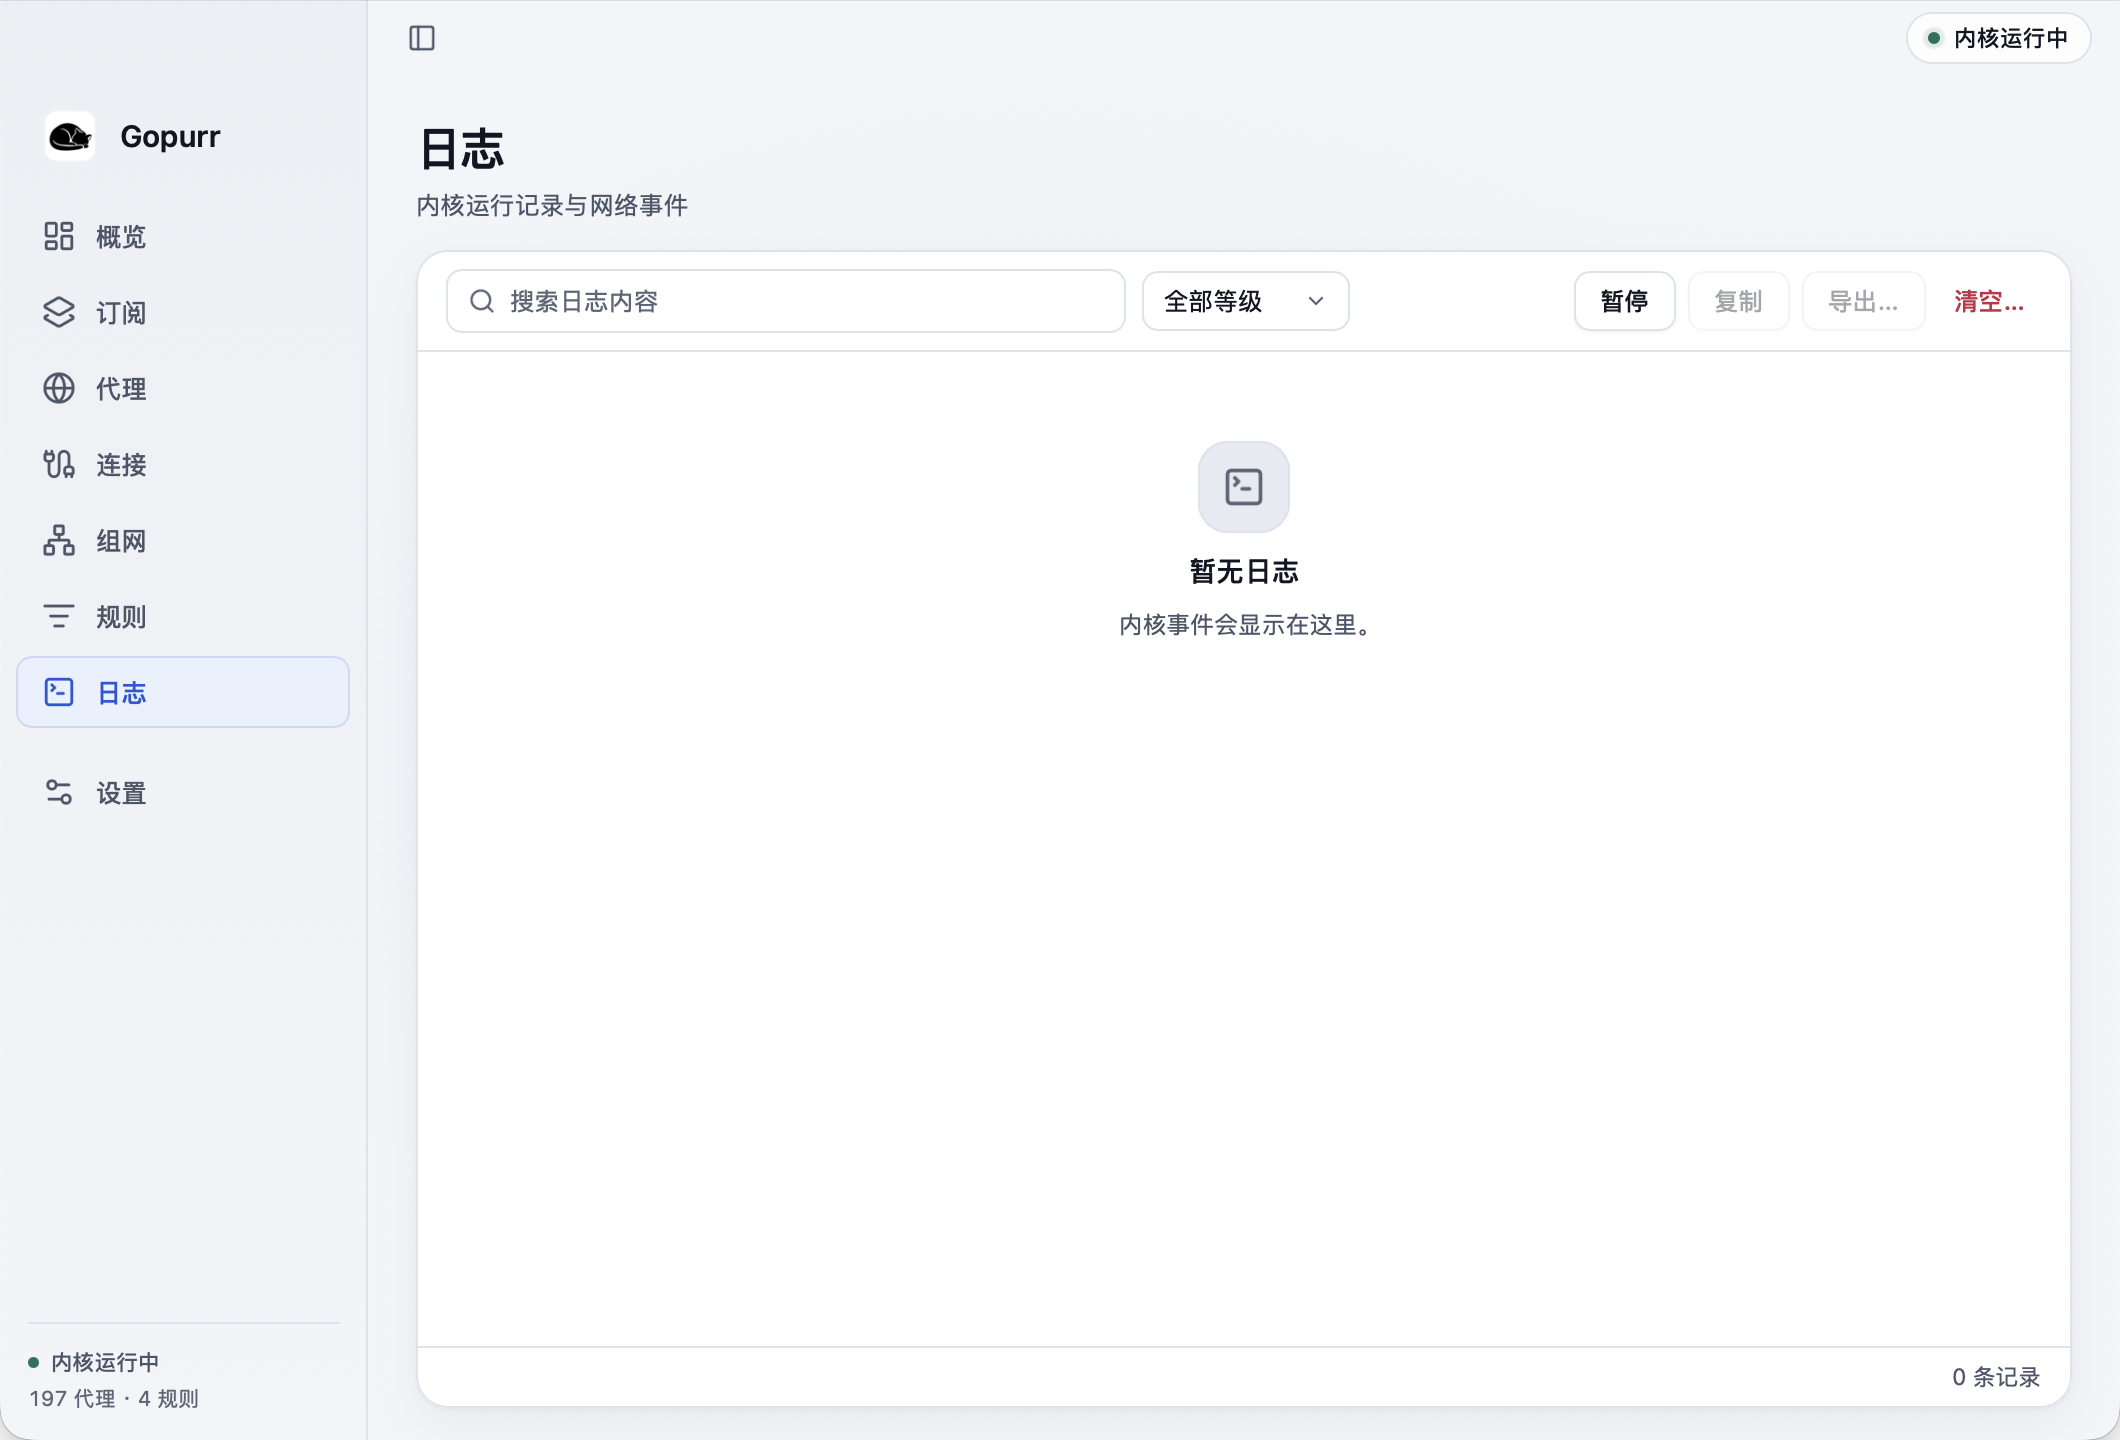 内核运行中
Gopurr
概览
订阅
代理
连接
组网
规则
日志
设置
内核运行中
197 代理 · 4 规则
日志
内核运行记录与网络事件
搜索日志内容
全部等级
暂停
复制
导出...
清空...
暂无日志
内核事件会显示在这里。
0 条记录